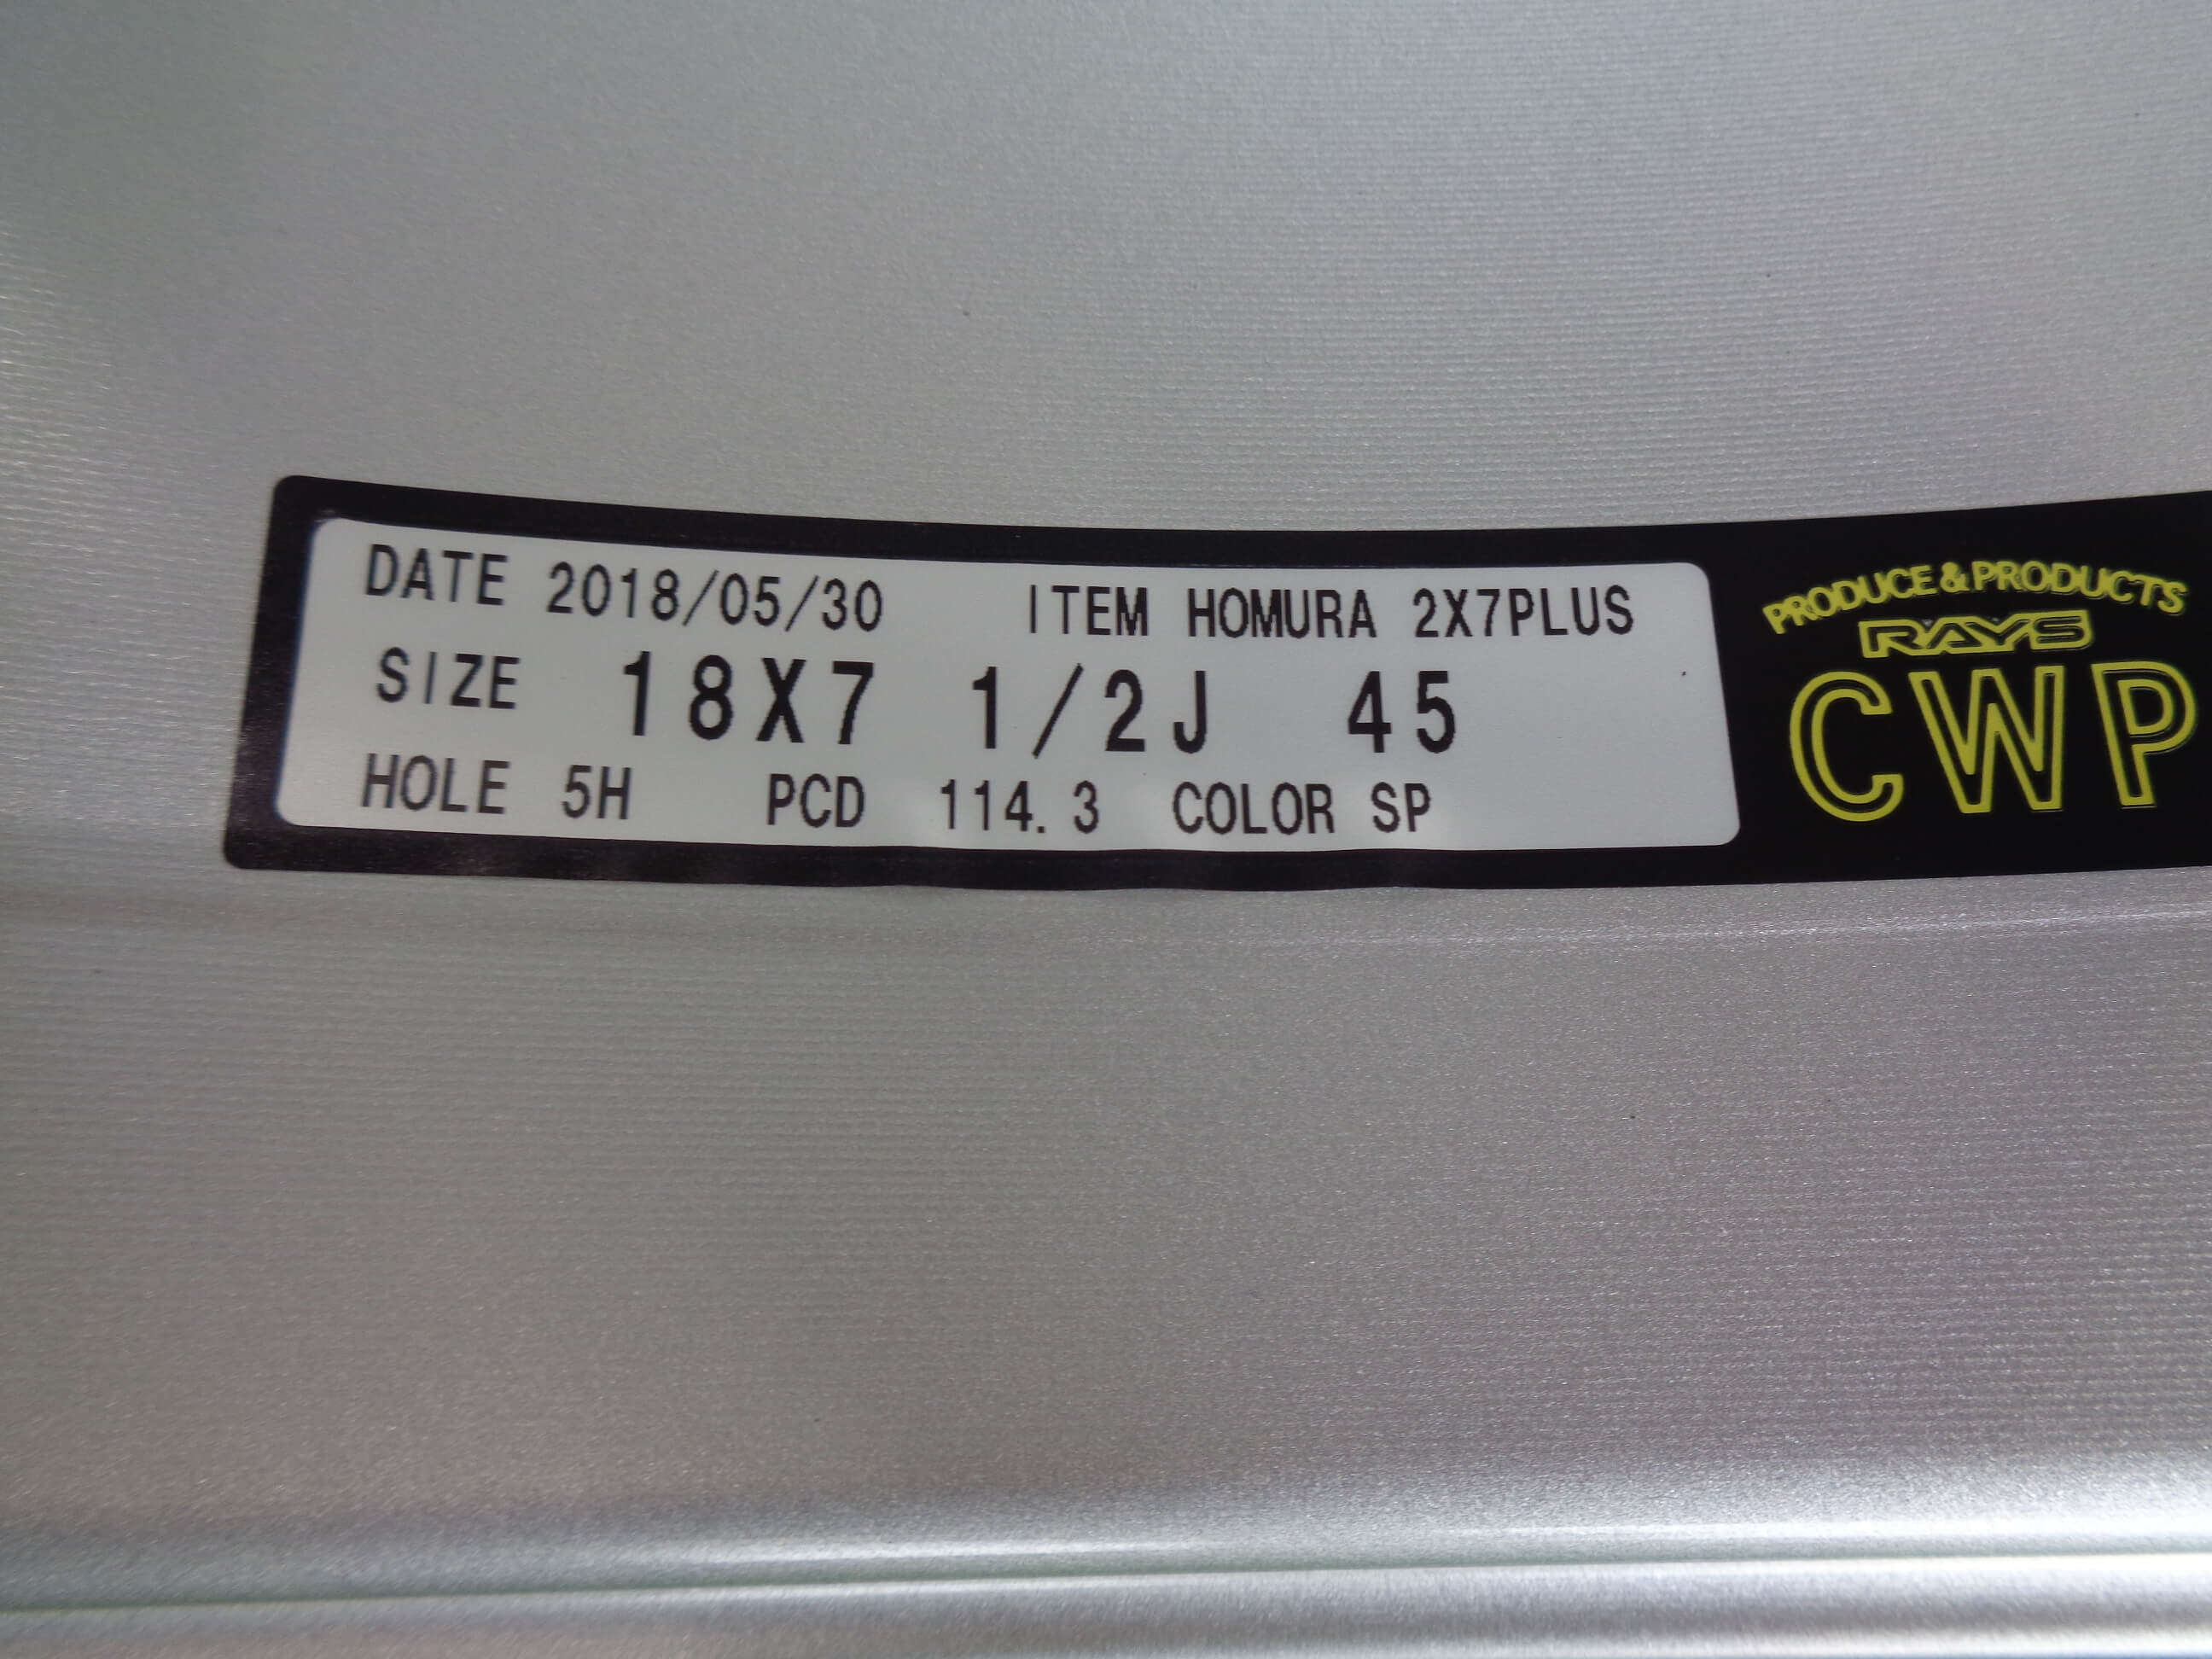 DATE 2018/05/30 ITEM HOMURA 2X7PLUS
SIZE 18X7 1/2J 45
HOLE 5H PCD 114.3 COLOR SP
PRODUCE & PRODUCTS
RAYS
CWP